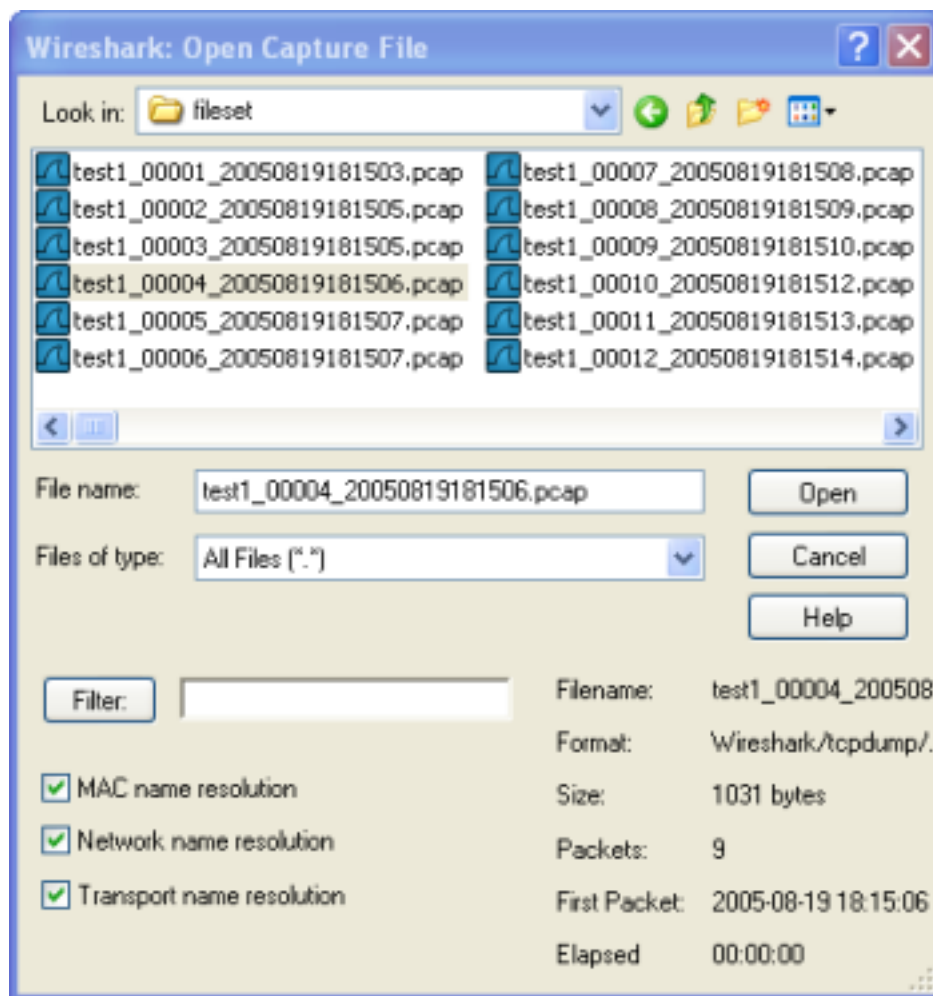 Wireshark: Open Capture File
Look in: fileset
test1_00001_20050819181503.pcap
test1_00002_20050819181505.pcap
test1_00003_20050819181505.pcap
test1_00004_20050819181506.pcap
test1_00005_20050819181507.pcap
test1_00006_20050819181507.pcap
test1_00007_20050819181508.pcap
test1_00008_20050819181509.pcap
test1_00009_20050819181510.pcap
test1_00010_20050819181512.pcap
test1_00011_20050819181513.pcap
test1_00012_20050819181514.pcap
File name: test1_00004_20050819181506.pcap Open
Files of type: All Files (*.*) Cancel
Help
Filter:
MAC name resolution
Network name resolution
Transport name resolution
Filename: test1_00004_200508
Format: Wireshark/tcpdump/.
Size: 1031 bytes
Packets: 9
First Packet: 2005-08-19 18:15:06
Elapsed 00:00:00